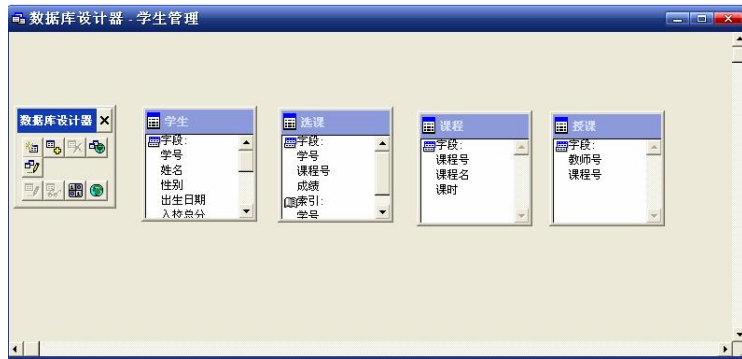 数据库设计器 - 学生管理
数据库设计器
学生
字段:
学号
姓名
性别
出生日期
入校总分
选课
字段:
学号
课程号
成绩
索引:
学号
课程
字段:
课程号
课程名
课时
授课
字段:
教师号
课程号